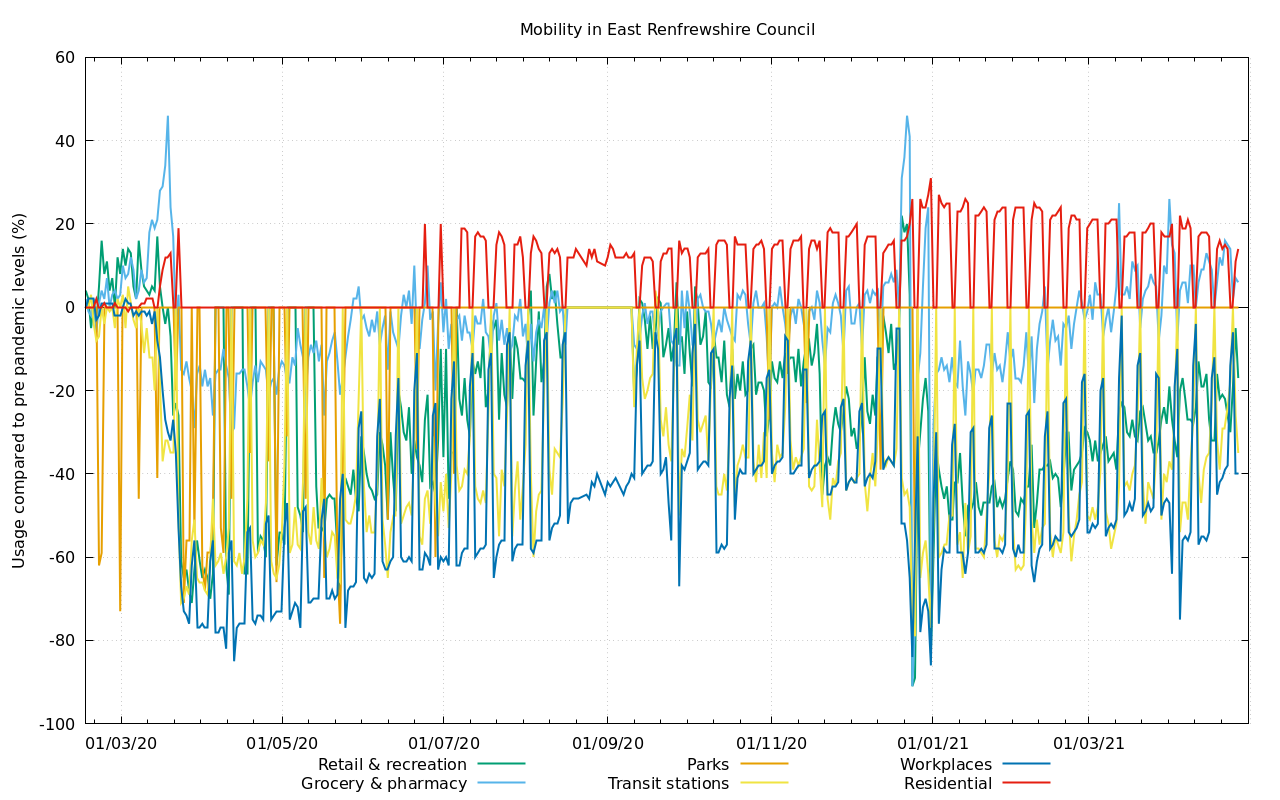 Mobility in East Renfrewshire Council
Usage compared to pre pandemic levels (%)
60
40
20
0
-20
-40
-60
-80
-100
01/03/20 01/05/20 01/07/20 01/09/20 01/11/20 01/01/21 01/03/21
Retail & recreation Parks Workplaces
Grocery & pharmacy Transit stations Residential